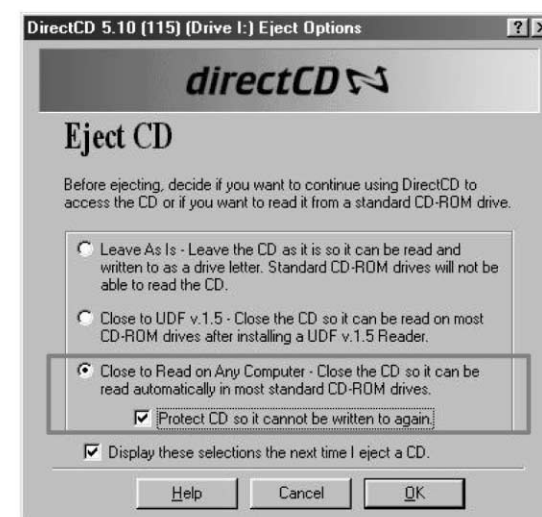 DirectCD 5.10 (115) (Drive I:) Eject Options
directCD
Eject CD
Before ejecting, decide if you want to continue using DirectCD to
access the CD or if you want to read it from a standard CD-ROM drive.
Leave As Is - Leave the CD as it is so it can be read and
written to as a drive letter. Standard CD-ROM drives will not be
able to read the CD.
Close to UDF v.1.5 - Close the CD so it can be read on most
CD-ROM drives after installing a UDF v.1.5 Reader.
Close to Read on Any Computer - Close the CD so it can be
read automatically in most standard CD-ROM drives.
Protect CD so it cannot be written to again.
Display these selections the next time I eject a CD.
Help Cancel OK